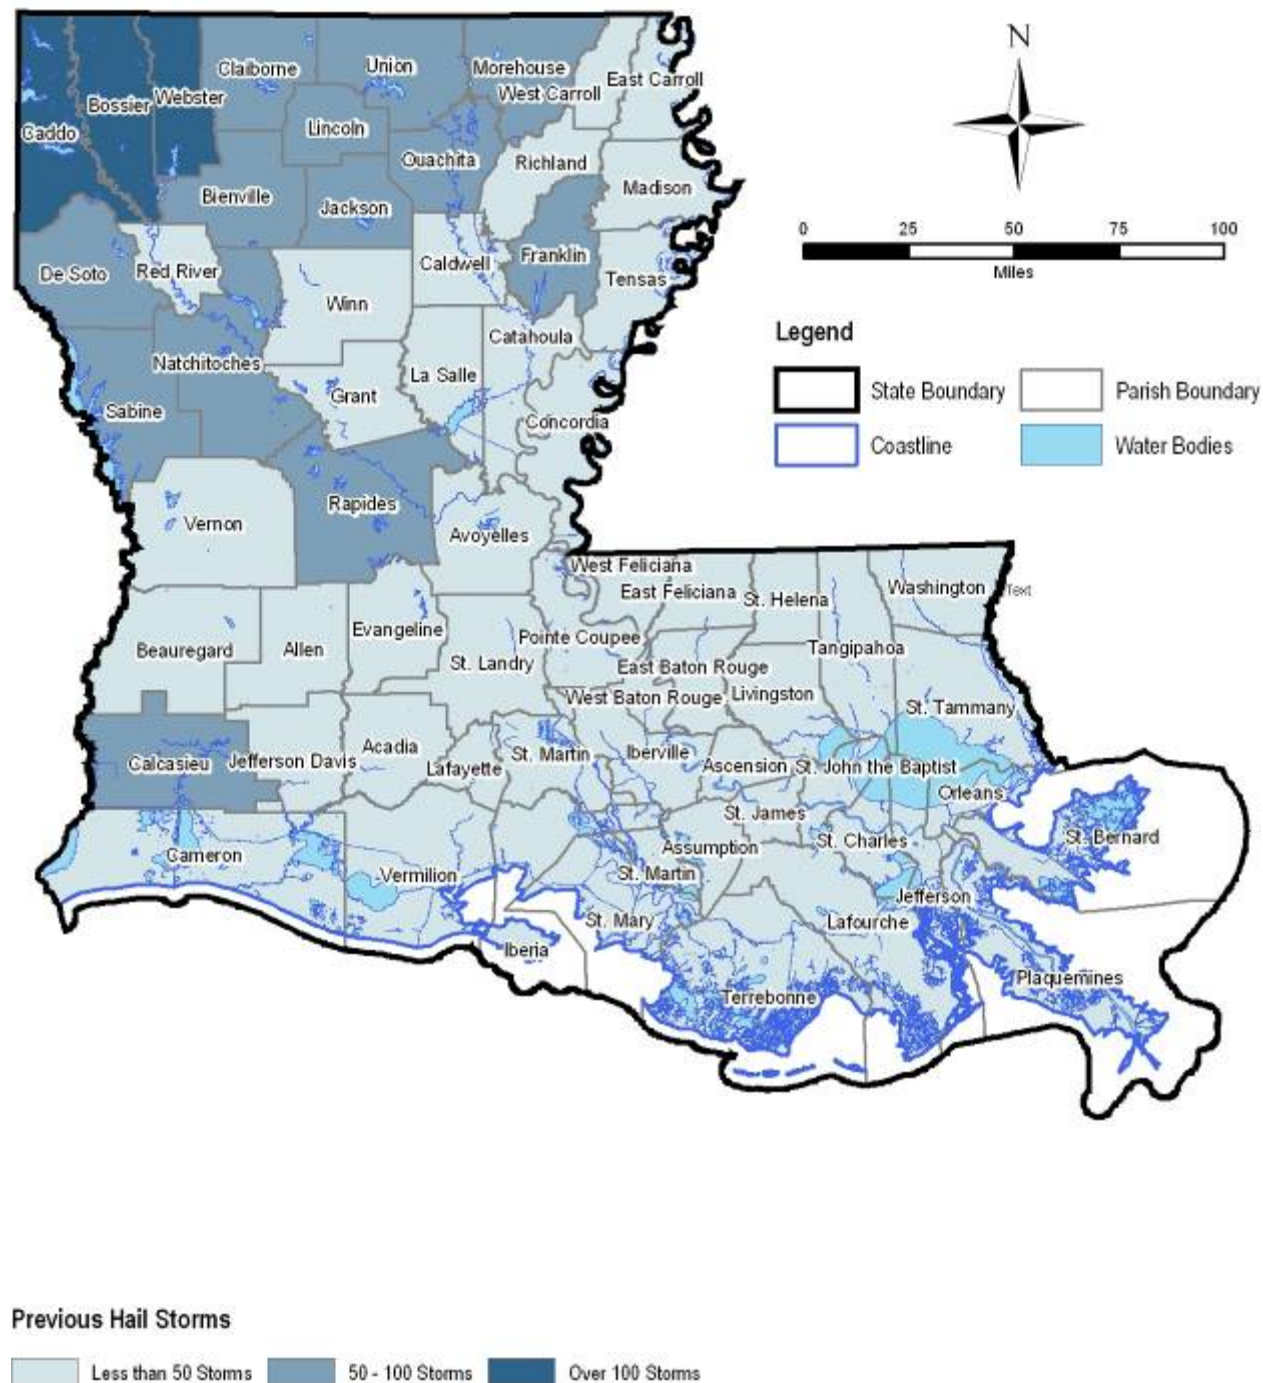 N
0 25 50 75 100
Miles
Legend
State Boundary
Parish Boundary
Coastline
Water Bodies
Claiborne
Union
Morehouse
West Carroll
East Carroll
Bossier
Webster
Caddo
Lincoln
Ouachita
Richland
Madison
Bienville
Jackson
De Soto
Red River
Caldwell
Franklin
Tensas
Winn
Catahoula
Natchitoches
La Salle
Grant
Sabine
Concordia
Rapides
Vernon
Avoyelles
West Feliciana
East Feliciana
St. Helena
Washington
Text
Beauregard
Allen
Evangeline
St. Landry
Pointe Coupee
Tangipahoa
East Baton Rouge
West Baton Rouge
Livingston
St. Tammany
Calcasieu
Jefferson Davis
Acadia
Lafayette
St. Martin
Iberville
Ascension
St. John the Baptist
Orleans
St. James
St. Charles
St. Bernard
Cameron
Assumption
Vermilion
St. Martin
Jefferson
St. Mary
Lafourche
Iberia
Terrebonne
Plaquemines
Previous Hail Storms
Less than 50 Storms
50 - 100 Storms
Over 100 Storms